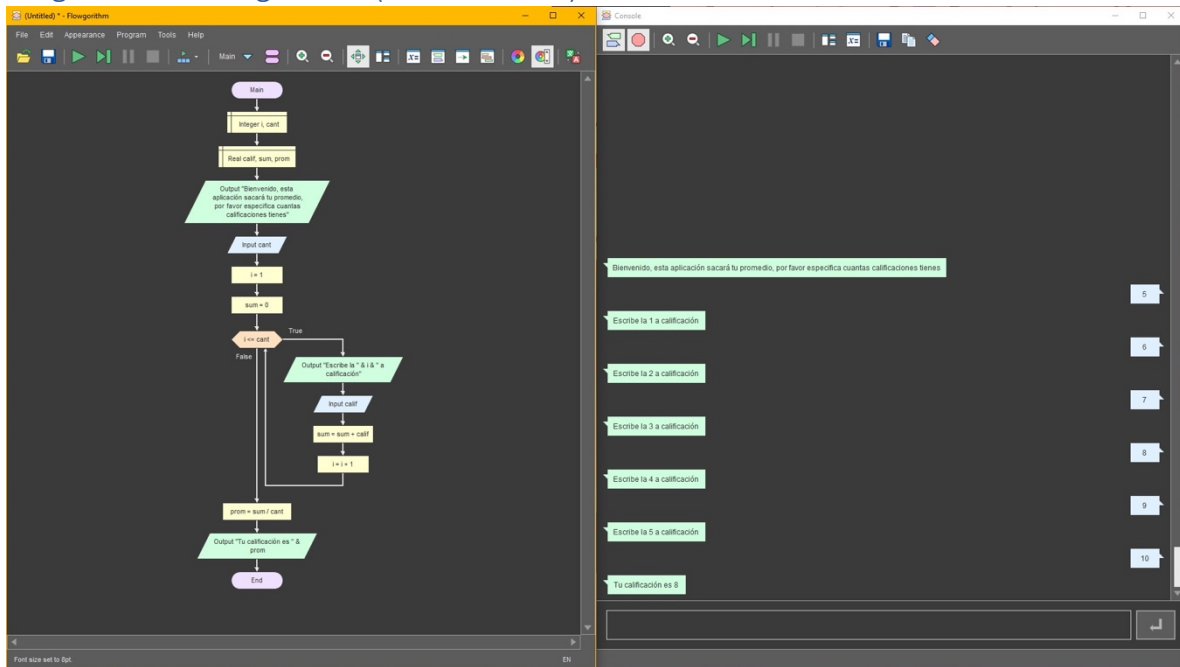 (Untitled) * - Flowgorithm
File Edit Appearance Program Tools Help
Main
Main
Integer i, cant
Real calif, sum, prom
Output "Bienvenido, esta
aplicación sacará tu promedio,
por favor especifica cuantas
calificaciones tienes"
Input cant
i = 1
sum = 0
i <= cant
True
False
Output "Escribe la " & i & " a
calificación"
Input calif
sum = sum + calif
i = i + 1
prom = sum / cant
Output "Tu calificación es " &
prom
End
Font size set to 8pt.
EN
Console
Bienvenido, esta aplicación sacará tu promedio, por favor especifica cuantas calificaciones tienes
5
Escribe la 1 a calificación
6
Escribe la 2 a calificación
7
Escribe la 3 a calificación
8
Escribe la 4 a calificación
9
Escribe la 5 a calificación
10
Tu calificación es 8